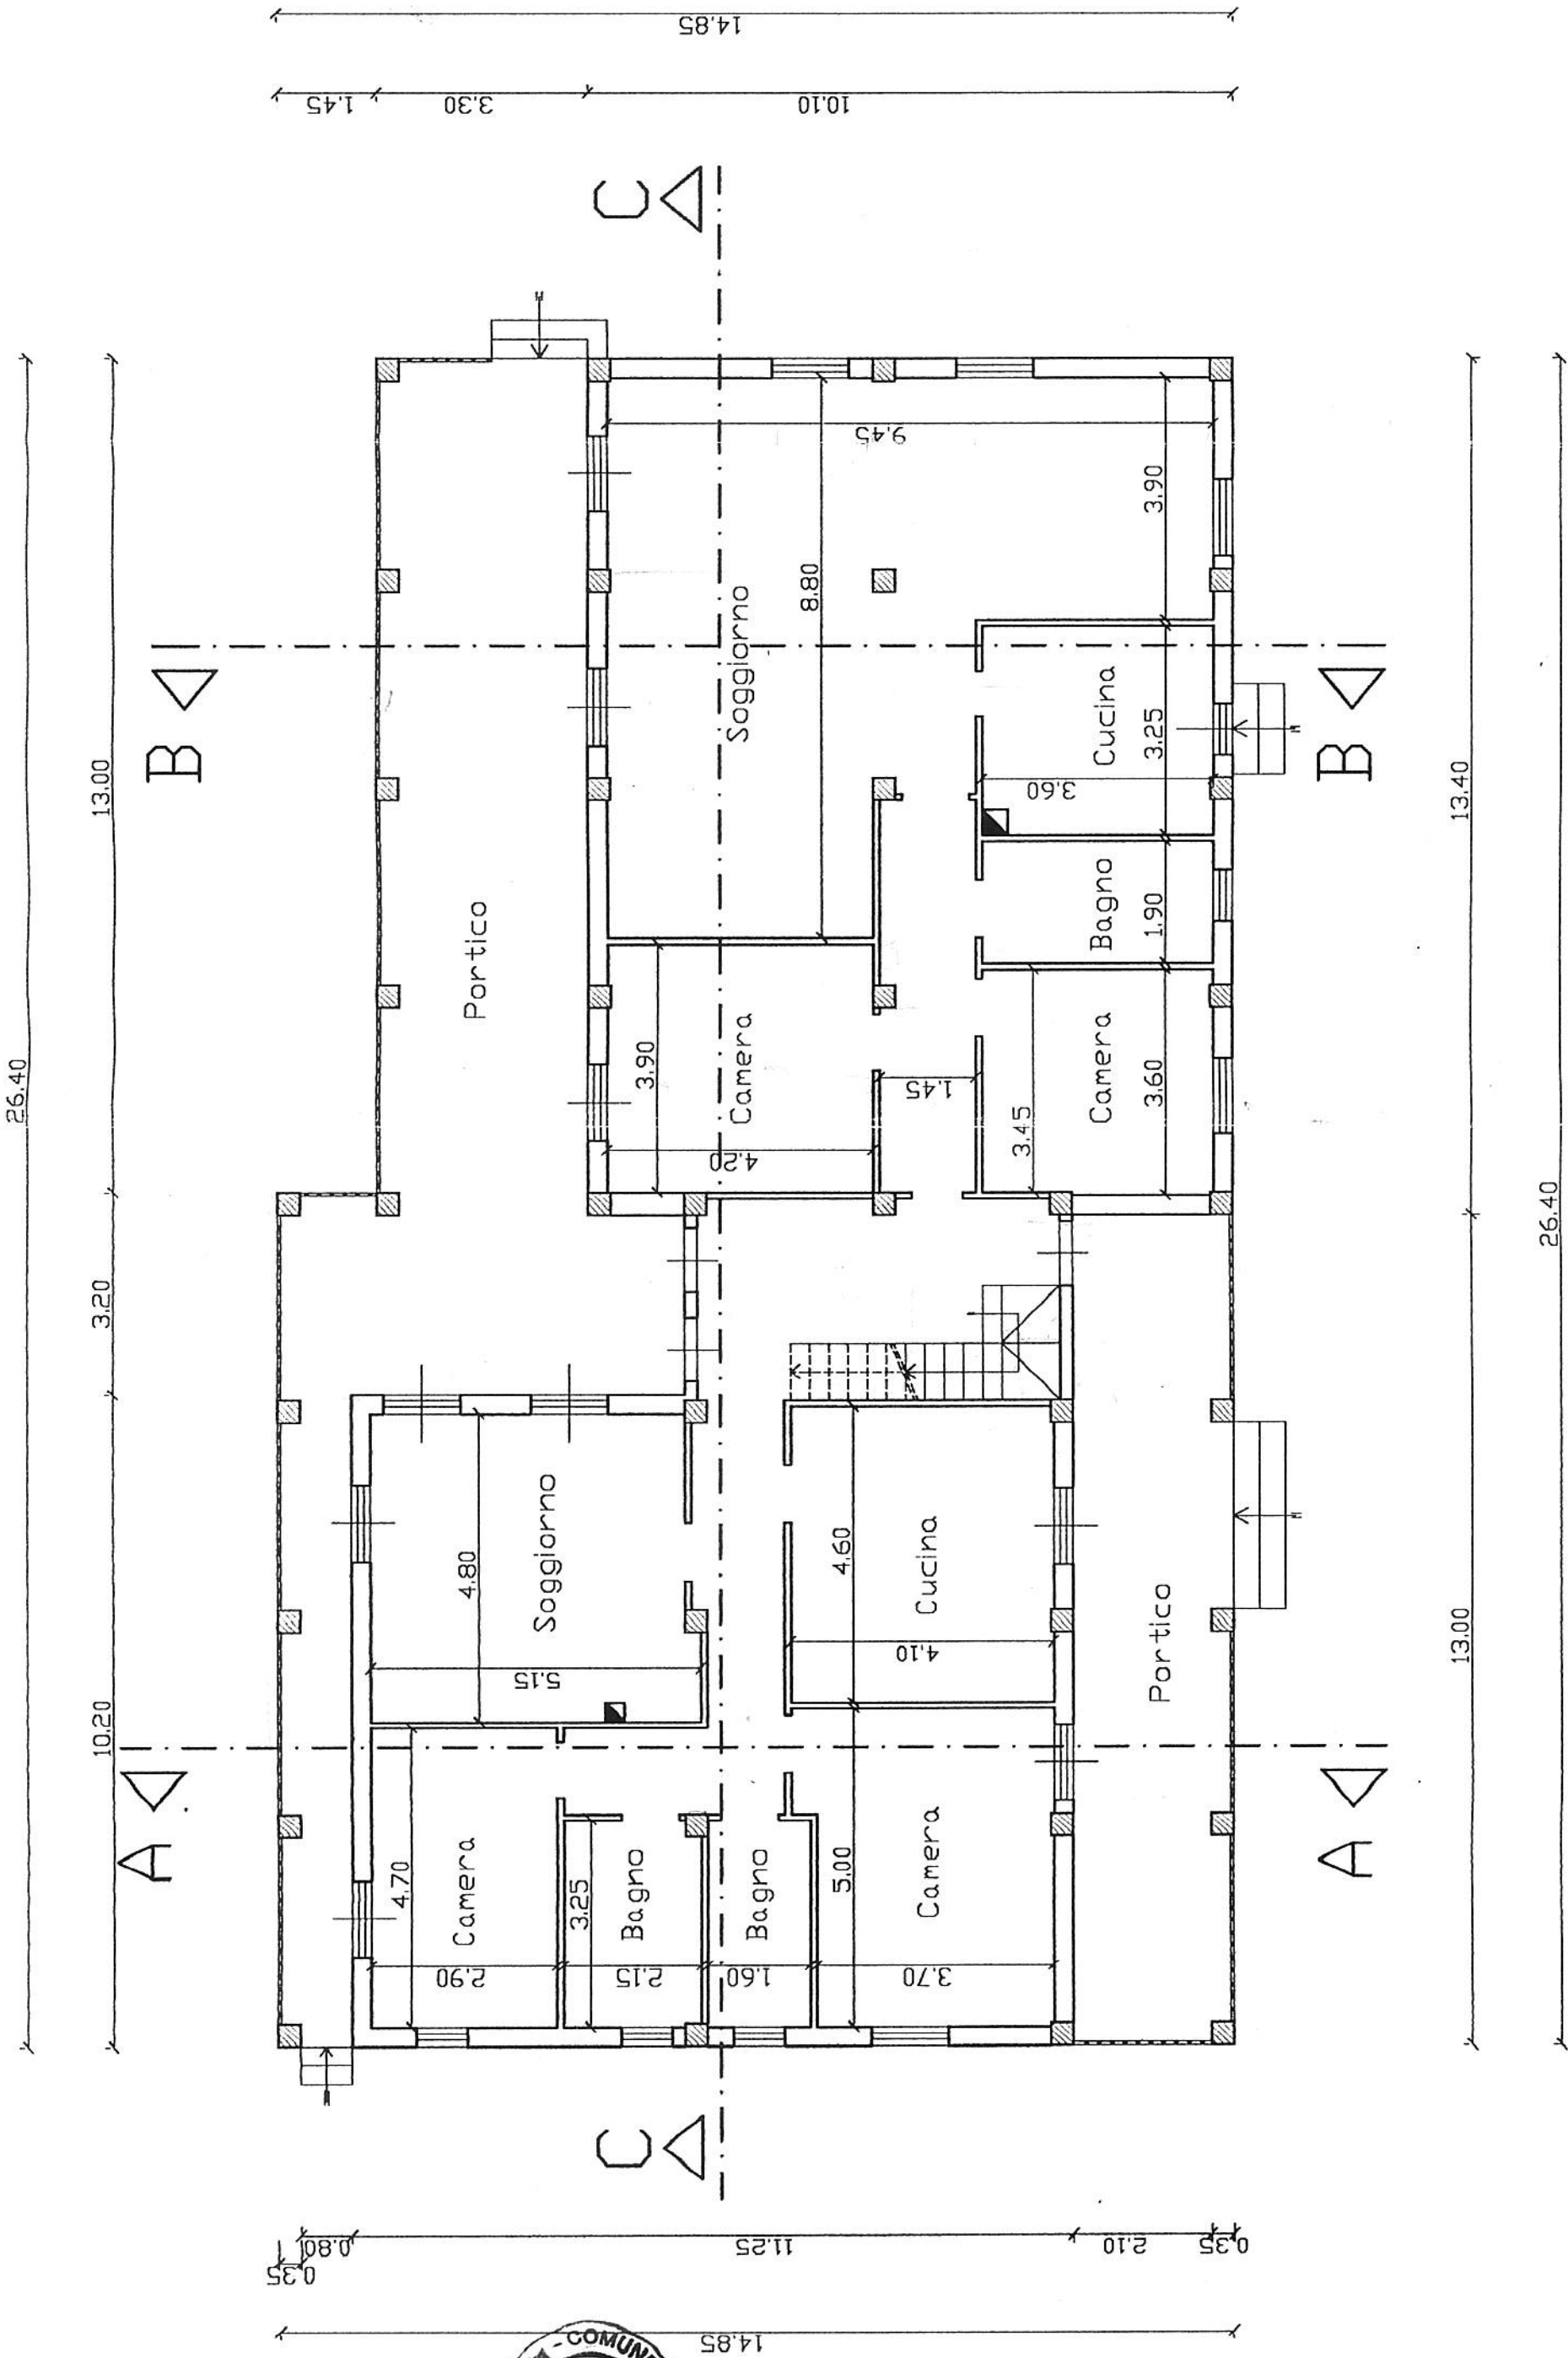 14.85
1.45
3.30
10.10
C
26.40
13.00
3.20
10.20
B
Portico
Soggiorno
8.80
9.45
3.90
Cucina
3.25
3.60
Bagno
1.90
B
Camera
3.90
4.20
1.45
Camera
3.45
3.60
13.40
26.40
13.00
Soggiorno
4.80
5.15
Cucina
4.60
4.10
Portico
A
Camera
4.70
2.90
Bagno
3.25
2.15
Bagno
1.60
Camera
5.00
3.70
A
C
0.35
0.80
11.25
2.10
0.35
14.85
- COMUN